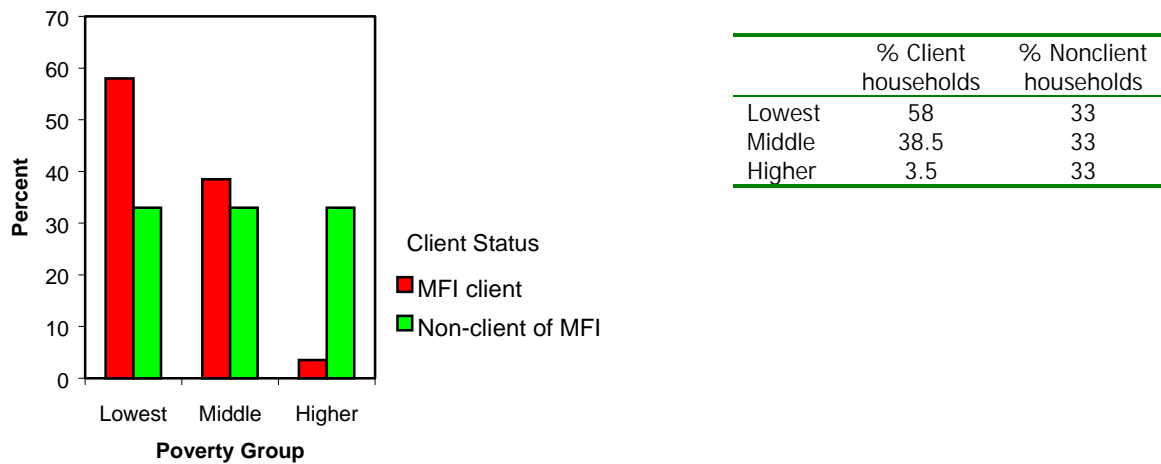 70
60
50
40
30
20
10
0
Percent
Lowest Middle Higher
Poverty Group
Client Status
MFI client
Non-client of MFI
% Client % Nonclient
households households
Lowest 58 33
Middle 38.5 33
Higher 3.5 33